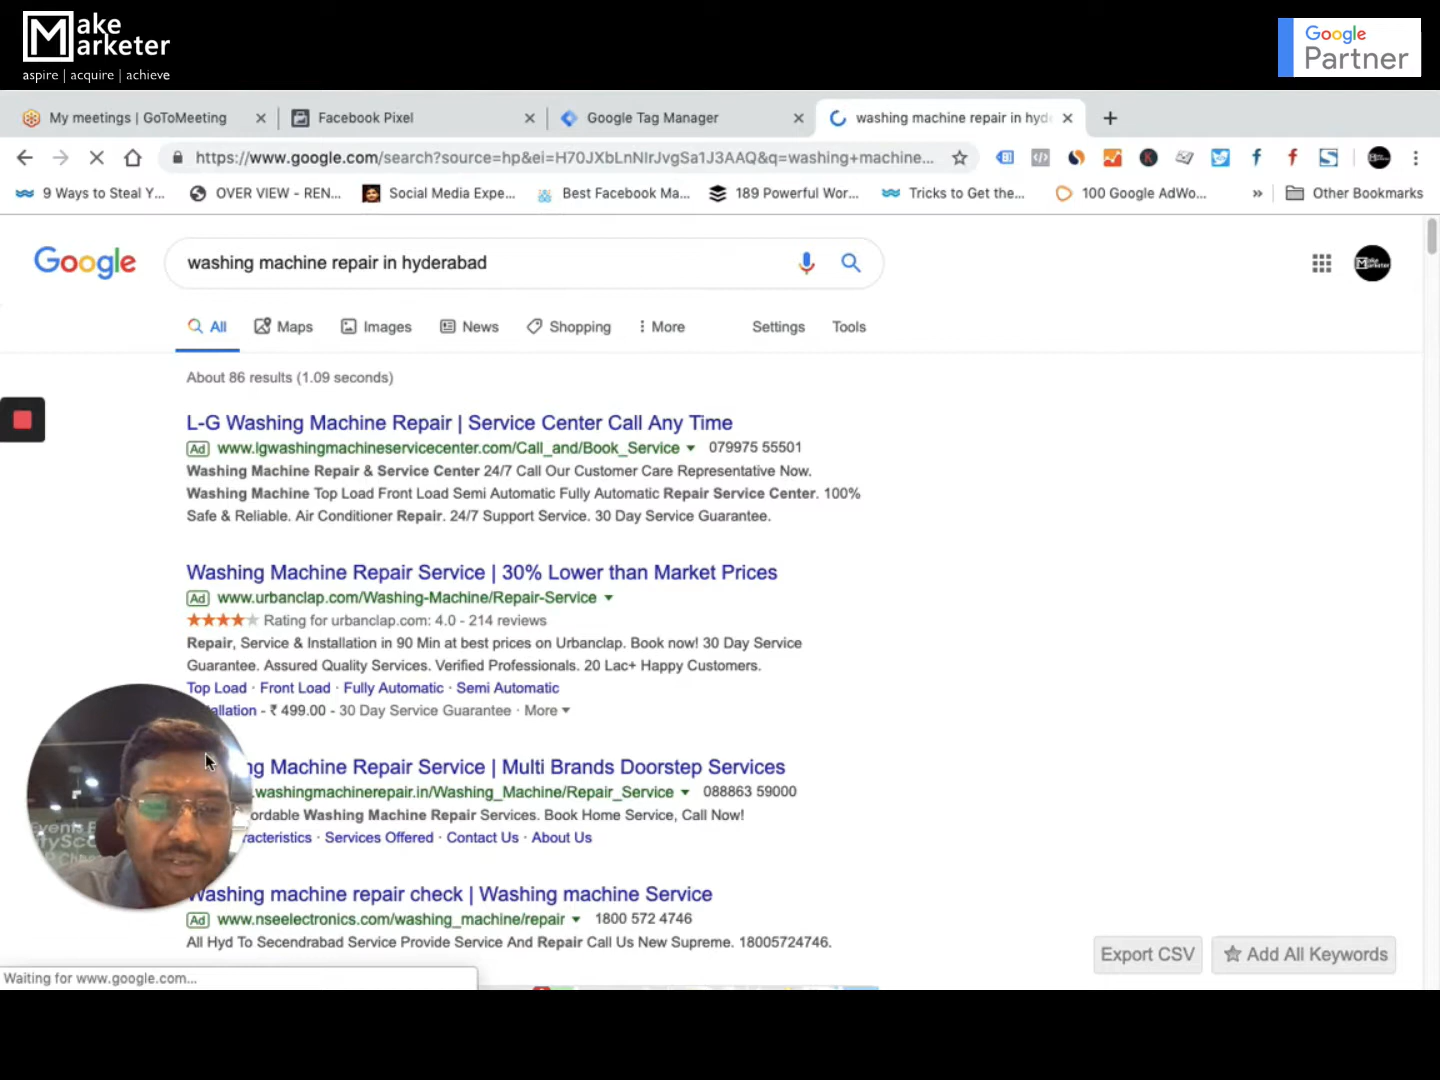 Make
Marketer
aspire | acquire | achieve
Google
Partner
My meetings | GoToMeeting
Facebook Pixel
Google Tag Manager
washing machine repair in hyd
https://www.google.com/search?source=hp&ei=H70JXbLnNIrJvgSa1J3AAQ&q=washing+machine...
9 Ways to Steal Y...
OVER VIEW - REN...
Social Media Expe...
Best Facebook Ma...
189 Powerful Wor...
Tricks to Get the...
100 Google AdWo...
»
Other Bookmarks
Google
washing machine repair in hyderabad
All
Maps
Images
News
Shopping
More
Settings
Tools
About 86 results (1.09 seconds)
L-G Washing Machine Repair | Service Center Call Any Time
Ad www.lgwashingmachineservicecenter.com/Call_and/Book_Service 079975 55501
Washing Machine Repair & Service Center 24/7 Call Our Customer Care Representative Now.
Washing Machine Top Load Front Load Semi Automatic Fully Automatic Repair Service Center. 100%
Safe & Reliable. Air Conditioner Repair. 24/7 Support Service. 30 Day Service Guarantee.
Washing Machine Repair Service | 30% Lower than Market Prices
Ad www.urbanclap.com/Washing-Machine/Repair-Service
Rating for urbanclap.com: 4.0 - 214 reviews
Repair, Service & Installation in 90 Min at best prices on Urbanclap. Book now! 30 Day Service
Guarantee. Assured Quality Services. Verified Professionals. 20 Lac+ Happy Customers.
Top Load · Front Load · Fully Automatic · Semi Automatic
allation - ₹ 499.00 - 30 Day Service Guarantee · More
ng Machine Repair Service | Multi Brands Doorstep Services
.washingmachinerepair.in/Washing_Machine/Repair_Service 088863 59000
ordable Washing Machine Repair Services. Book Home Service, Call Now!
racteristics · Services Offered · Contact Us · About Us
Washing machine repair check | Washing machine Service
Ad www.nseelectronics.com/washing_machine/repair 1800 572 4746
All Hyd To Secendrabad Service Provide Service And Repair Call Us New Supreme. 18005724746.
Export CSV
Add All Keywords
Waiting for www.google.com...